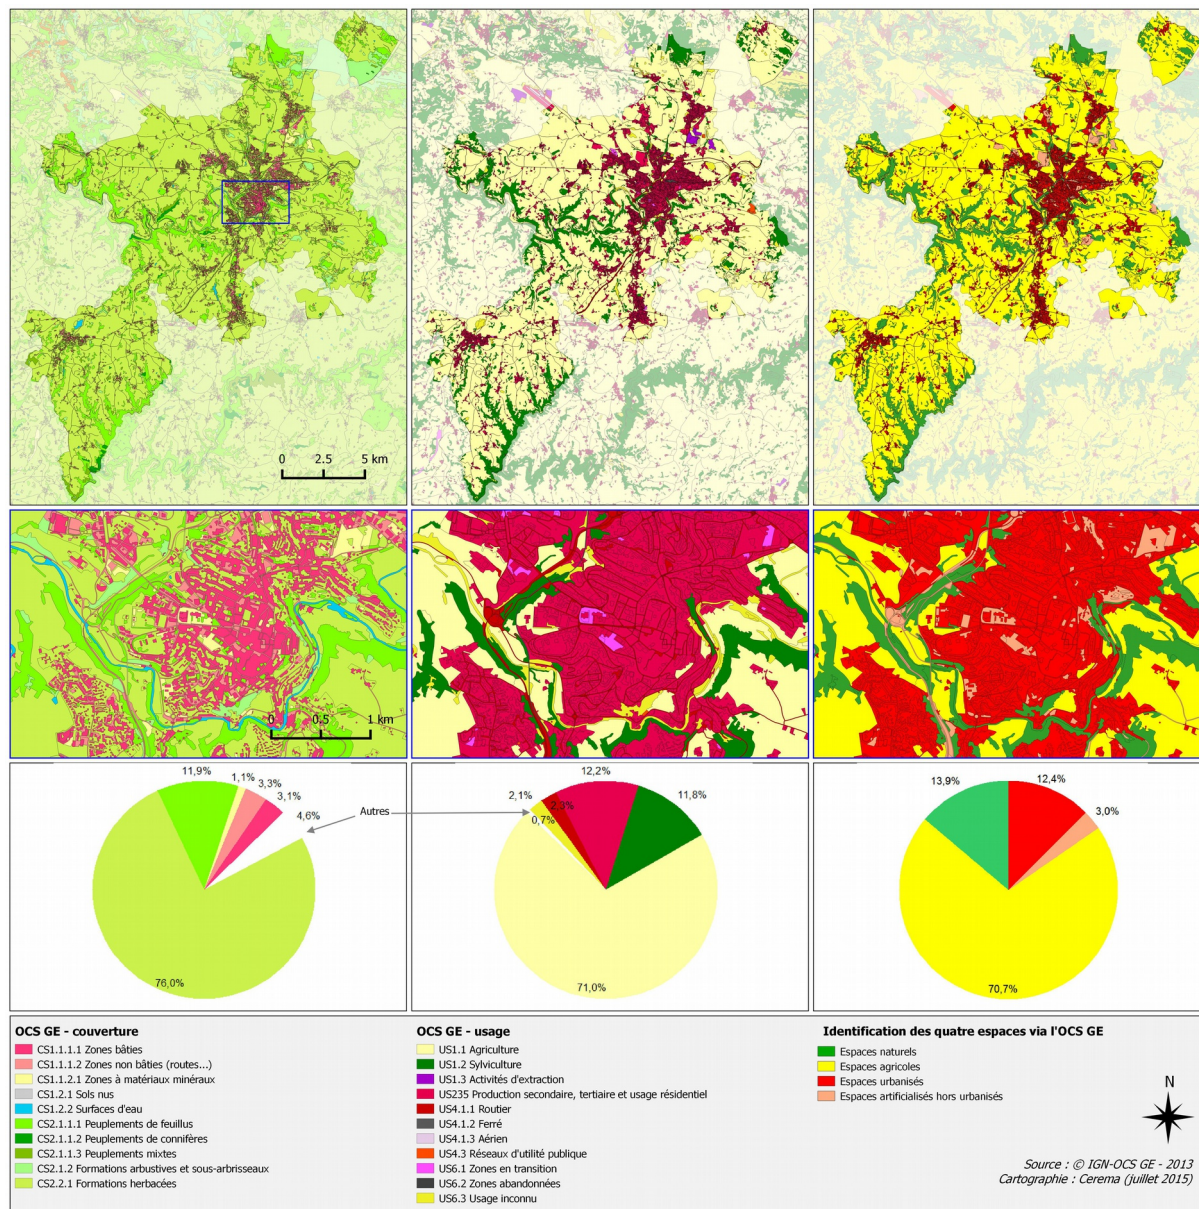 0 2.5 5 km
0 0.5 1 km
11,9%
1,1%
3,3%
3,1%
4,6%
76,0%
Autres
2,1%
0,7%
2,3%
12,2%
11,8%
71,0%
13,9%
12,4%
3,0%
70,7%
OCS GE - couverture
CS1.1.1.1 Zones bâties
CS1.1.1.2 Zones non bâties (routes...)
CS1.1.2.1 Zones à matériaux minéraux
CS1.2.1 Sols nus
CS1.2.2 Surfaces d'eau
CS2.1.1.1 Peuplements de feuillus
CS2.1.1.2 Peuplements de connifères
CS2.1.1.3 Peuplements mixtes
CS2.1.2 Formations arbustives et sous-arbrisseaux
CS2.2.1 Formations herbacées
OCS GE - usage
US1.1 Agriculture
US1.2 Sylviculture
US1.3 Activités d'extraction
US235 Production secondaire, tertiaire et usage résidentiel
US4.1.1 Routier
US4.1.2 Ferré
US4.1.3 Aérien
US4.3 Réseaux d'utilité publique
US6.1 Zones en transition
US6.2 Zones abandonnées
US6.3 Usage inconnu
Identification des quatre espaces via l'OCS GE
Espaces naturels
Espaces agricoles
Espaces urbanisés
Espaces artificialisés hors urbanisés
N
Source : © IGN-OCS GE - 2013
Cartographie : Cerema (juillet 2015)